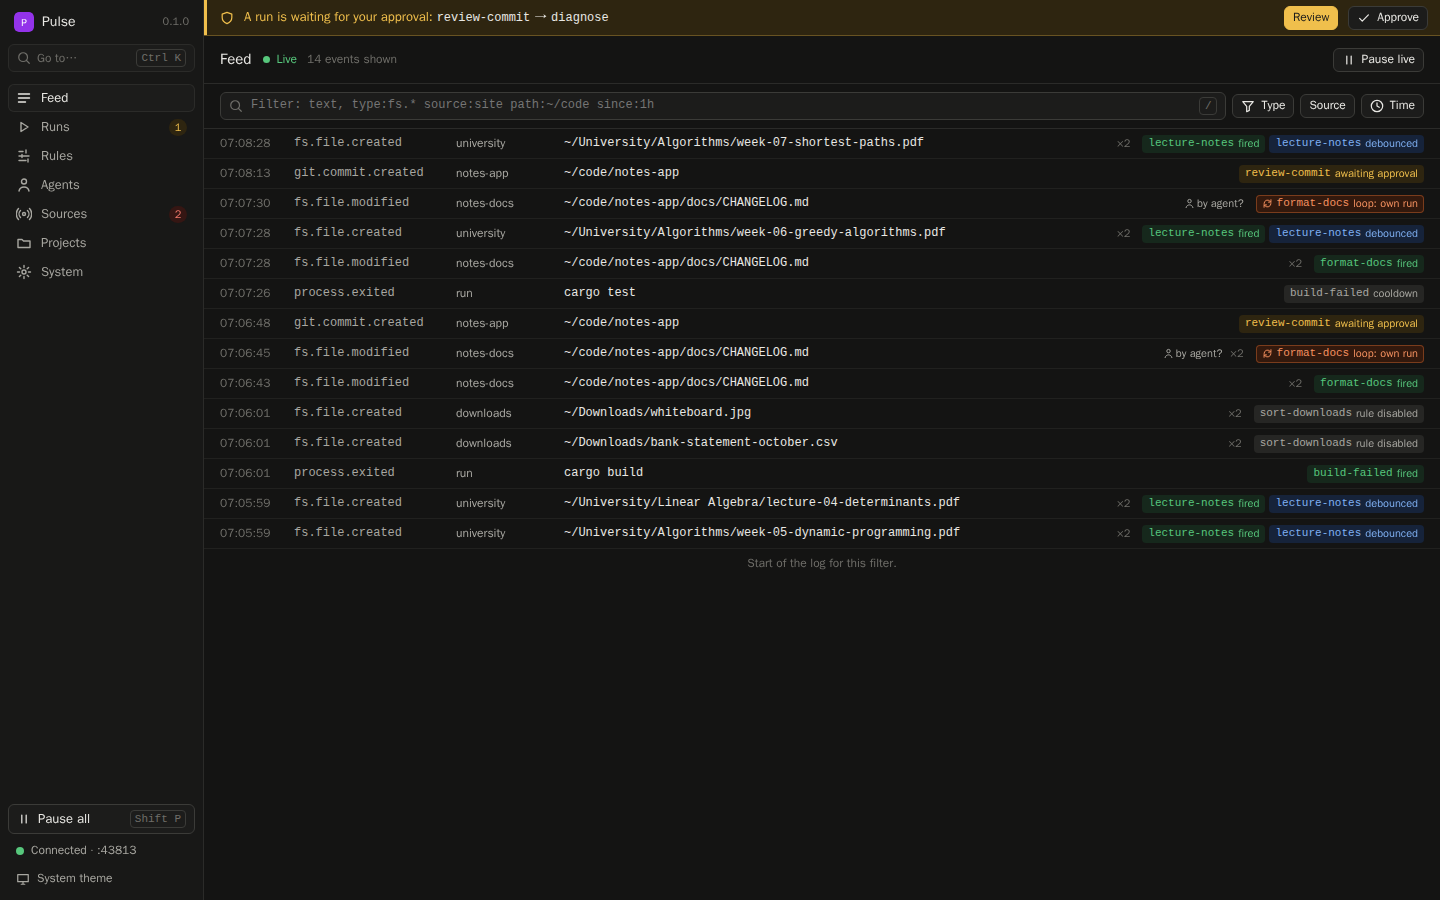 P Pulse 0.1.0
Go to··· Ctrl K
Feed
Runs 1
Rules
Agents
Sources 2
Projects
System
Pause all Shift P
Connected · :43813
System theme
A run is waiting for your approval: review-commit → diagnose Review Approve
Feed Live 14 events shown Pause live
Filter: text, type:fs.* source:site path:~/code since:1h / Type Source Time
07:08:28 fs.file.created university ~/University/Algorithms/week-07-shortest-paths.pdf ×2 lecture-notes fired lecture-notes debounced
07:08:13 git.commit.created notes-app ~/code/notes-app review-commit awaiting approval
07:07:30 fs.file.modified notes-docs ~/code/notes-app/docs/CHANGELOG.md by agent? format-docs loop: own run
07:07:28 fs.file.created university ~/University/Algorithms/week-06-greedy-algorithms.pdf ×2 lecture-notes fired lecture-notes debounced
07:07:28 fs.file.modified notes-docs ~/code/notes-app/docs/CHANGELOG.md ×2 format-docs fired
07:07:26 process.exited run cargo test build-failed cooldown
07:06:48 git.commit.created notes-app ~/code/notes-app review-commit awaiting approval
07:06:45 fs.file.modified notes-docs ~/code/notes-app/docs/CHANGELOG.md by agent? ×2 format-docs loop: own run
07:06:43 fs.file.modified notes-docs ~/code/notes-app/docs/CHANGELOG.md ×2 format-docs fired
07:06:01 fs.file.created downloads ~/Downloads/whiteboard.jpg ×2 sort-downloads rule disabled
07:06:01 fs.file.created downloads ~/Downloads/bank-statement-october.csv ×2 sort-downloads rule disabled
07:06:01 process.exited run cargo build build-failed fired
07:05:59 fs.file.created university ~/University/Linear Algebra/lecture-04-determinants.pdf ×2 lecture-notes fired lecture-notes debounced
07:05:59 fs.file.created university ~/University/Algorithms/week-05-dynamic-programming.pdf ×2 lecture-notes fired lecture-notes debounced
Start of the log for this filter.